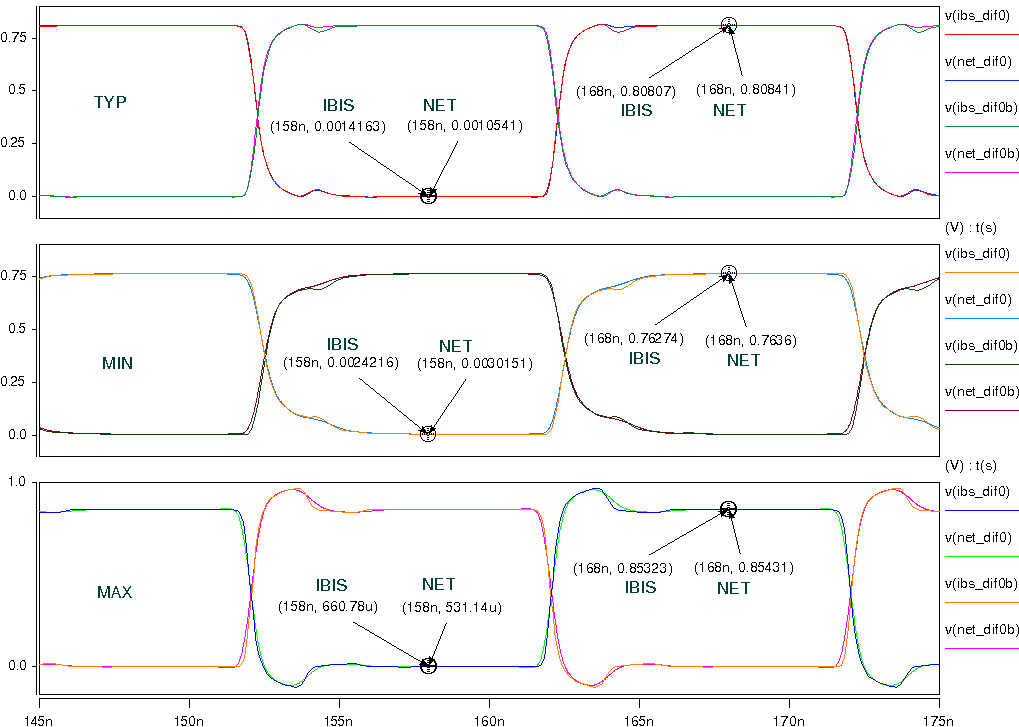 v(ibs_dif0)
0.75
v(net_dif0)
(168n, 0.80807)
(168n, 0.80841)
0.5
TYP
IBIS
NET
IBIS
NET
v(ibs_dif0b)
(158n, 0.0014163)
(158n, 0.0010541)
0.25
v(net_dif0b)
0.0
(V) : t(s)
v(ibs_dif0)
0.75
v(net_dif0)
0.5
(168n, 0.76274)
(168n, 0.7636)
IBIS
NET
IBIS
NET
v(ibs_dif0b)
MIN
(158n, 0.0024216)
(158n, 0.0030151)
0.25
v(net_dif0b)
0.0
(V) : t(s)
1.0
v(ibs_dif0)
v(net_dif0)
(168n, 0.85323)
(168n, 0.85431)
IBIS
NET
IBIS
NET
v(ibs_dif0b)
MAX
(158n, 660.78u)
(158n, 531.14u)
v(net_dif0b)
0.0
145n
150n
155n
160n
165n
170n
175n